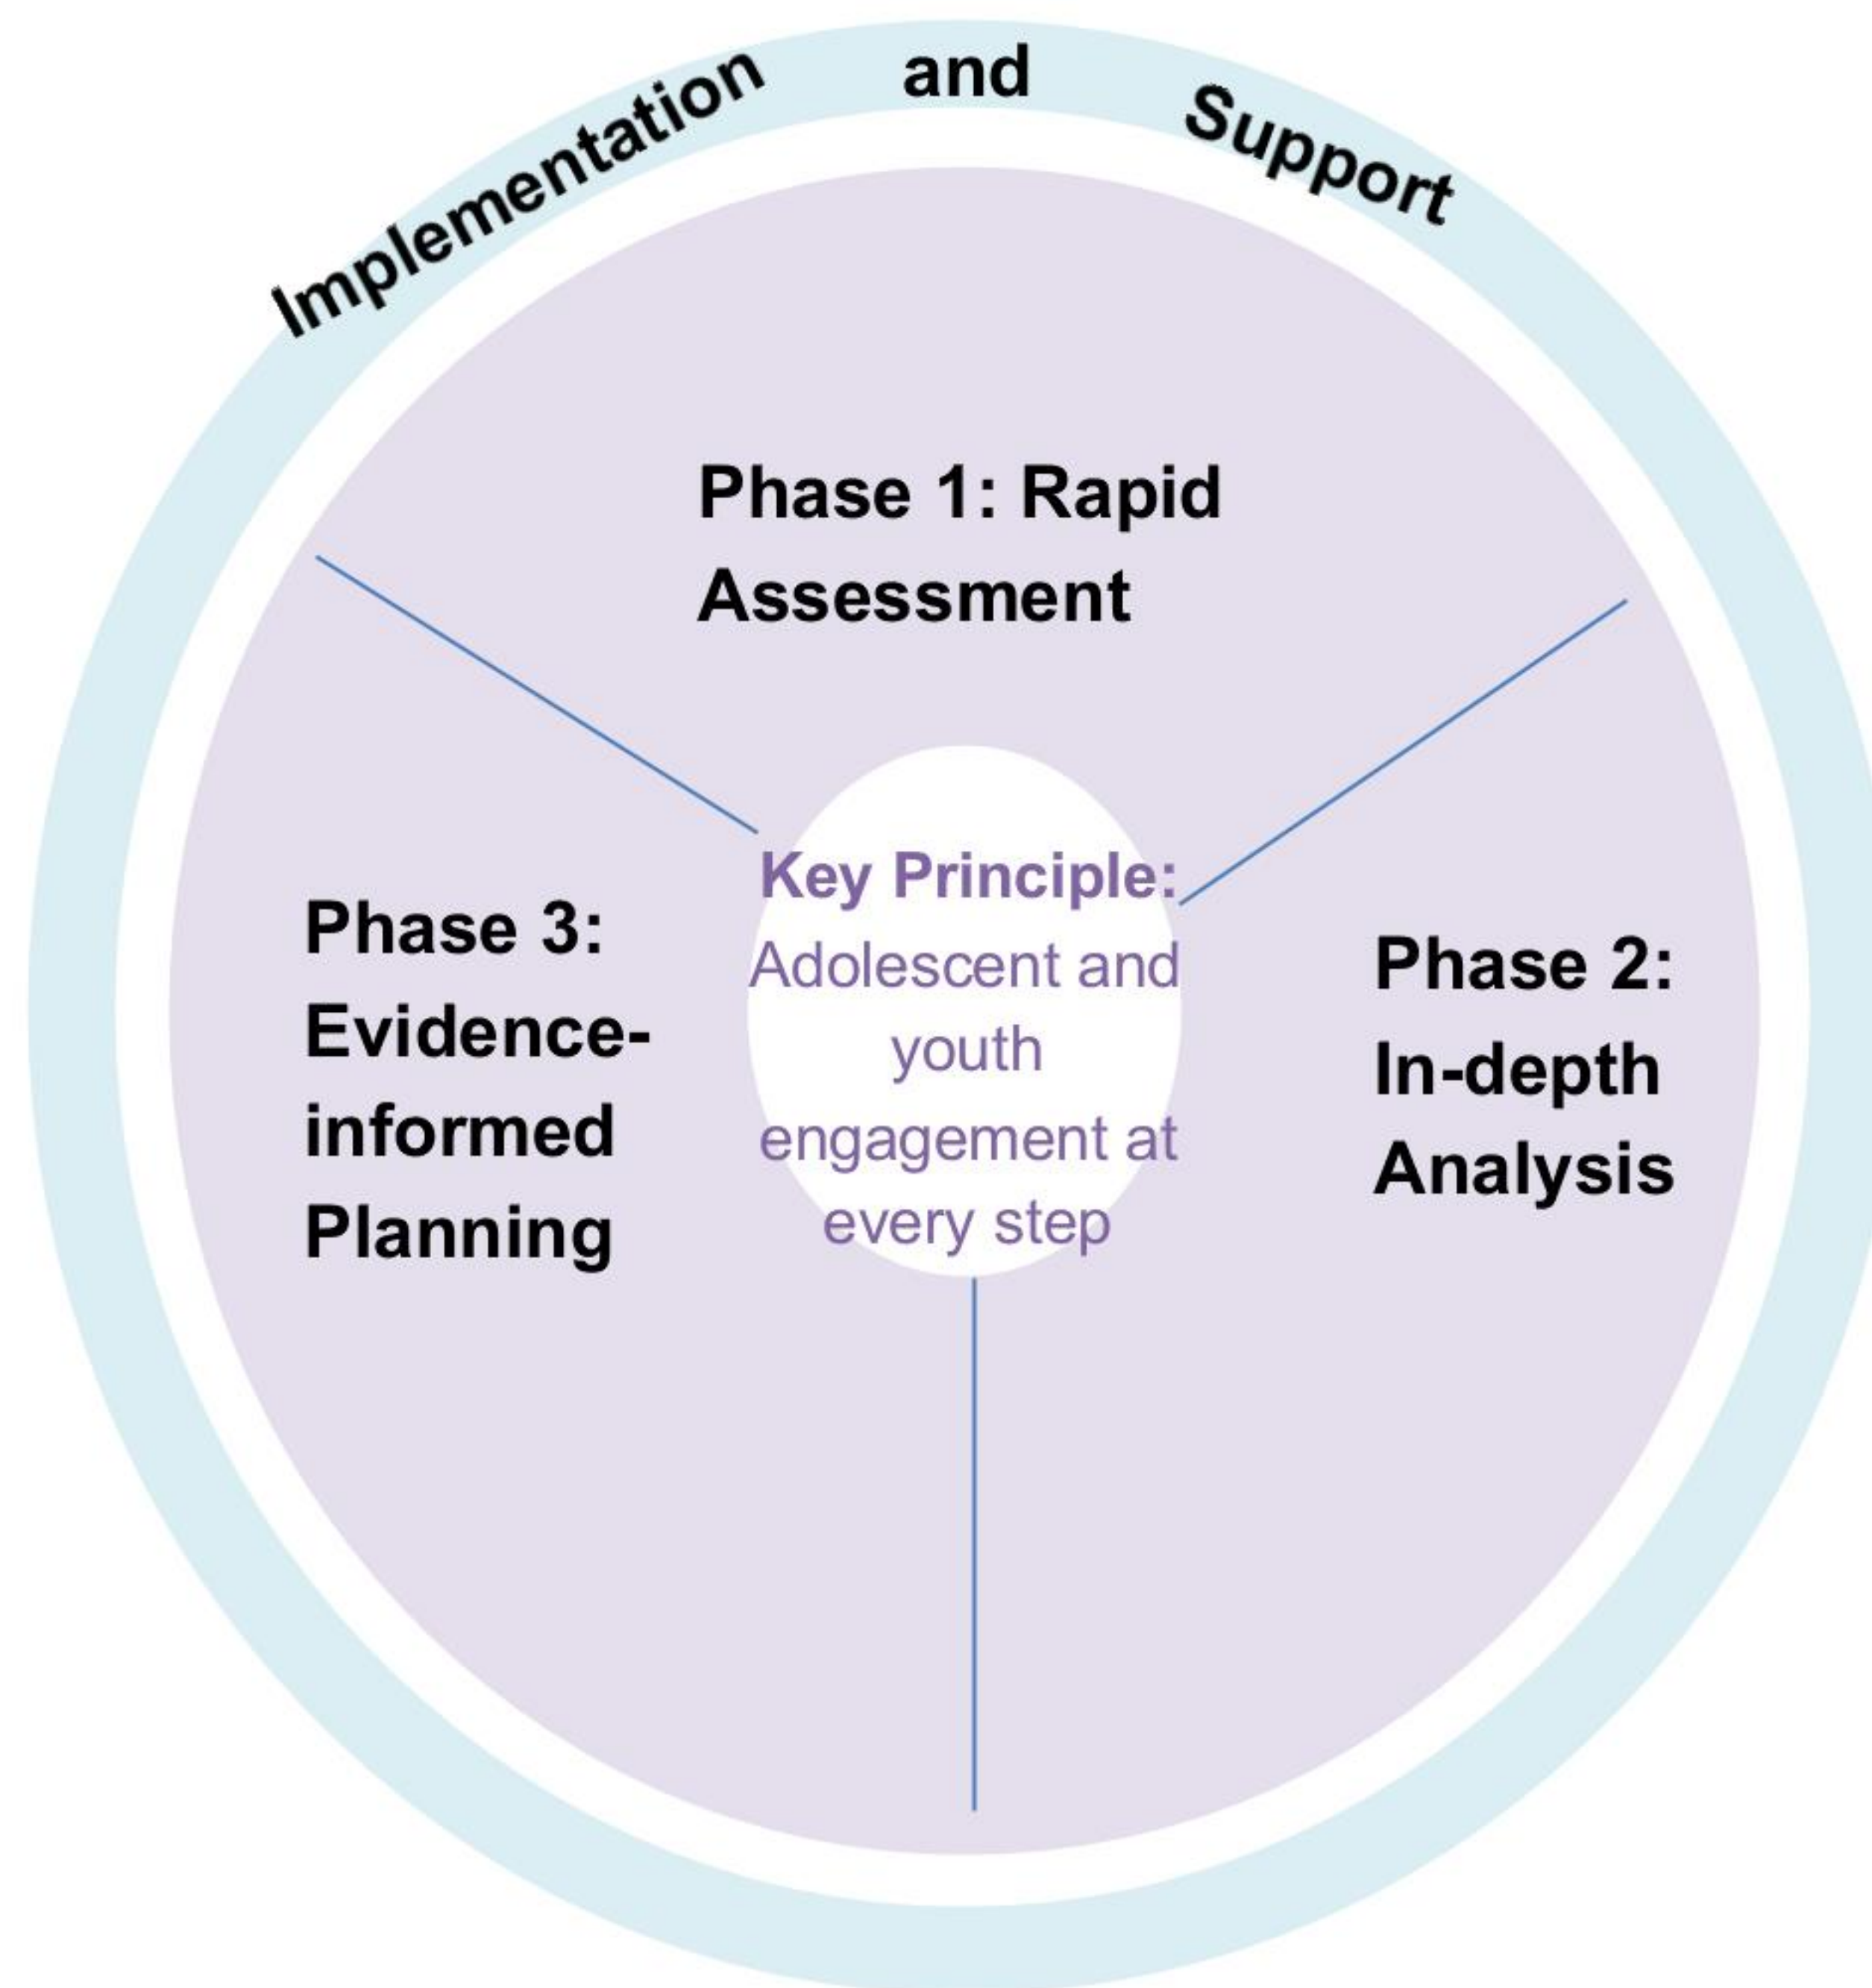 Implementation and Support
Phase 1: Rapid
Assessment
Key Principle:
Adolescent and
youth
engagement at
every step
Phase 2:
In-depth
Analysis
Phase 3:
Evidence-
informed
Planning